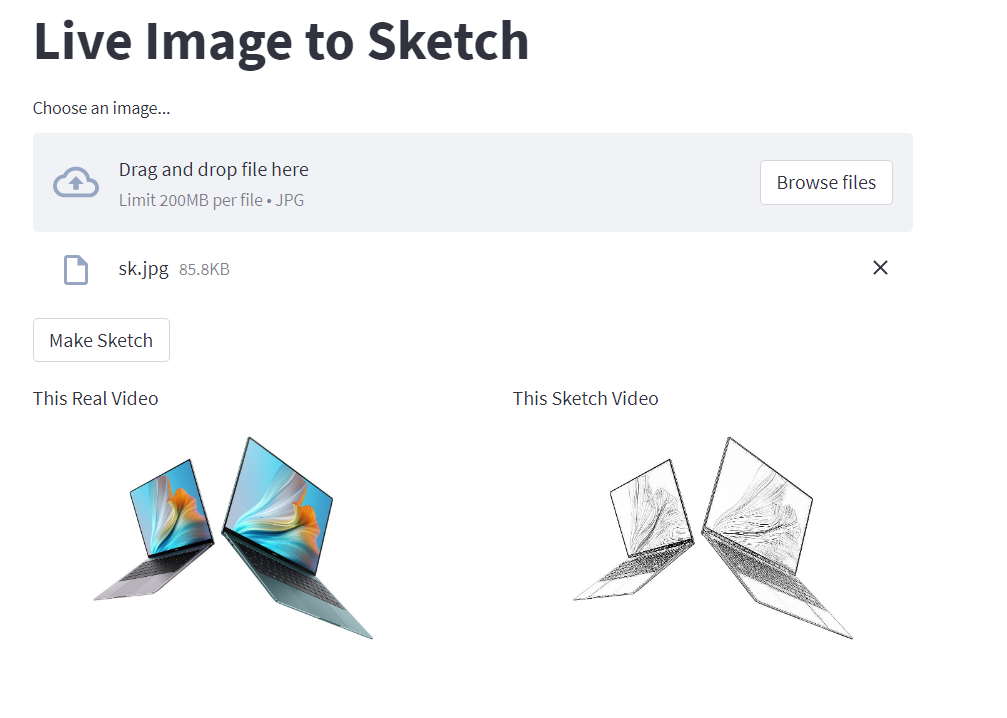 Live Image to Sketch
Choose an image...
Drag and drop file here
Limit 200MB per file • JPG
Browse files
sk.jpg 85.8KB
Make Sketch
This Real Video
This Sketch Video